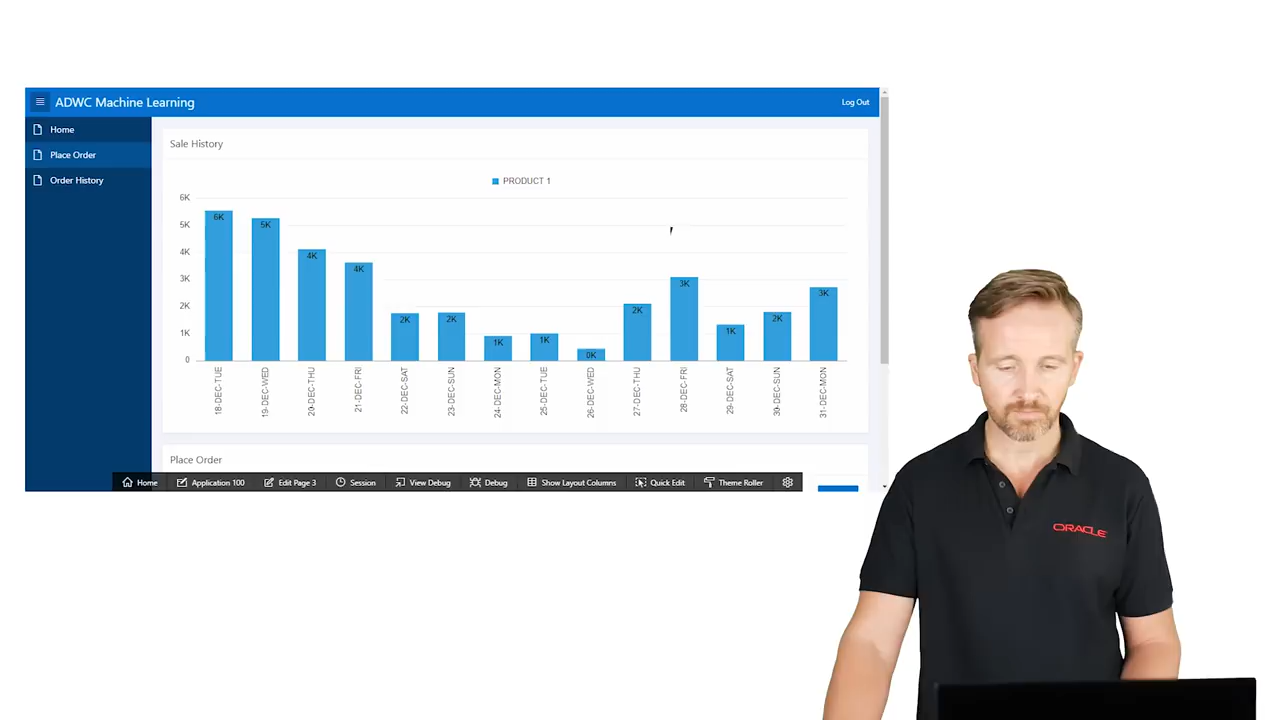 ADWC Machine Learning
Log Out
Home
Place Order
Order History
Sale History
PRODUCT 1
6K
5K
4K
3K
2K
1K
0
6K
5K
4K
4K
2K
2K
1K
1K
0K
2K
3K
1K
2K
3K
18-DEC-TUE
19-DEC-WED
20-DEC-THU
21-DEC-FRI
22-DEC-SAT
23-DEC-SUN
24-DEC-MON
25-DEC-TUE
26-DEC-WED
27-DEC-THU
28-DEC-FRI
29-DEC-SAT
30-DEC-SUN
31-DEC-MON
Place Order
Home Application 100 Edit Page 3 Session View Debug Debug Show Layout Columns Quick Edit Theme Roller
ORACLE